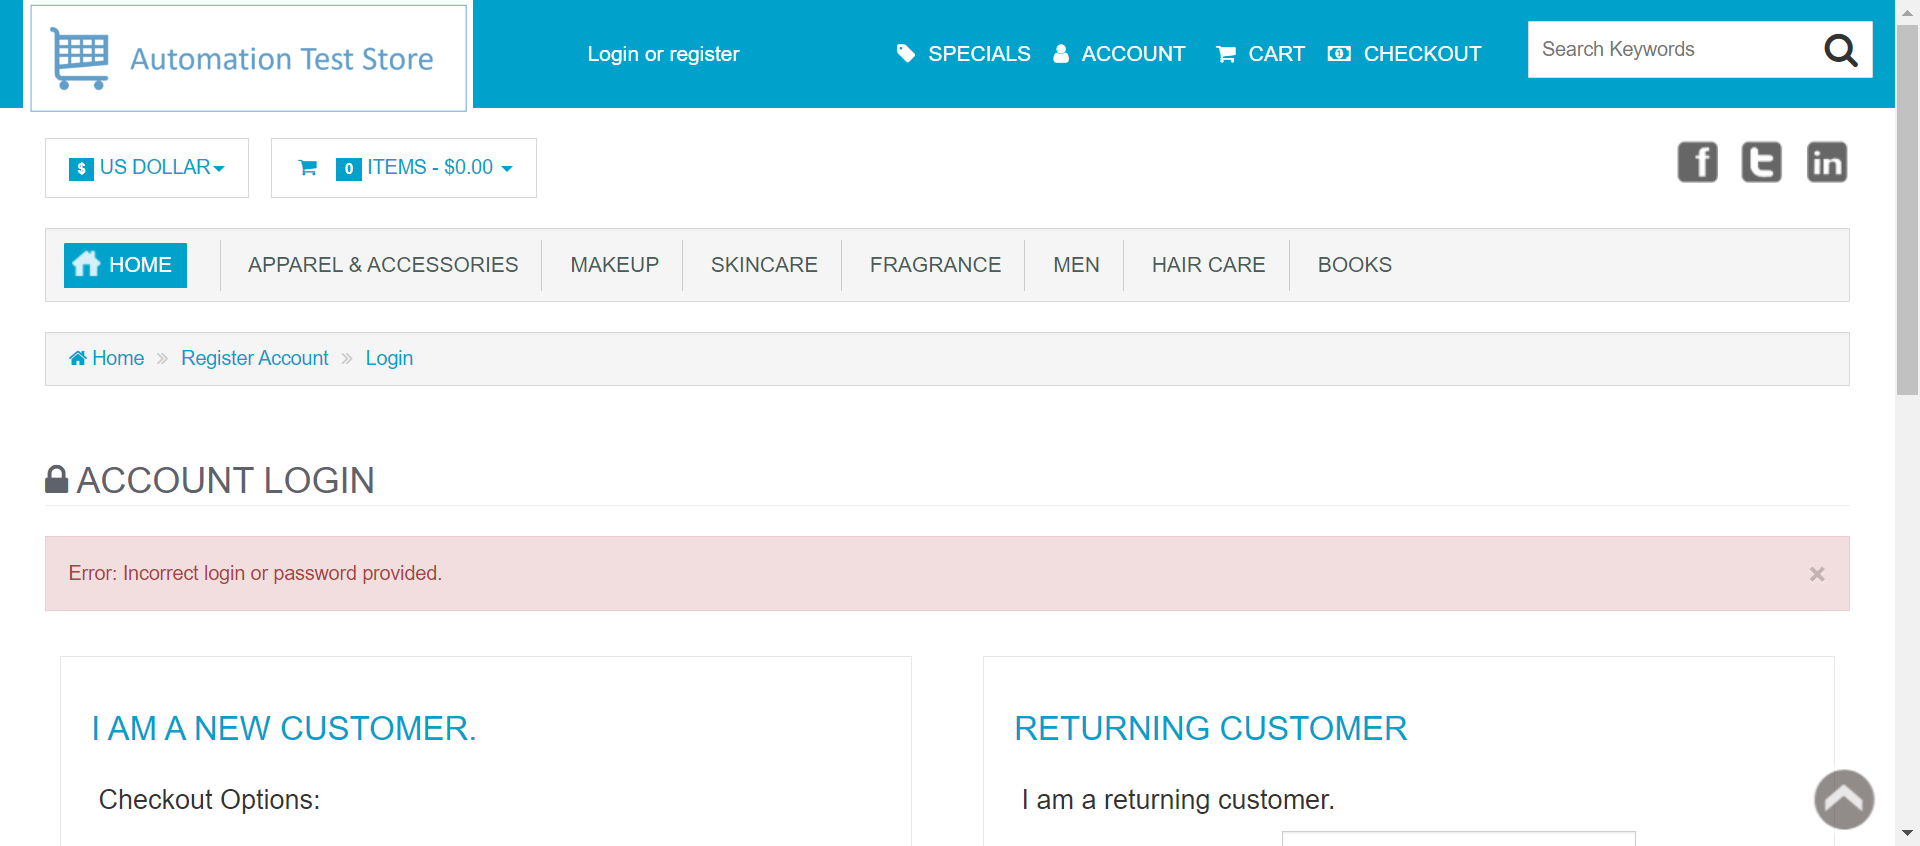 Automation Test Store
Login or register
SPECIALS ACCOUNT CART CHECKOUT
Search Keywords
$ US DOLLAR
0 ITEMS - $0.00
f t in
HOME APPAREL & ACCESSORIES MAKEUP SKINCARE FRAGRANCE MEN HAIR CARE BOOKS
Home » Register Account » Login
ACCOUNT LOGIN
Error: Incorrect login or password provided. ×
I AM A NEW CUSTOMER.
Checkout Options:
RETURNING CUSTOMER
I am a returning customer.